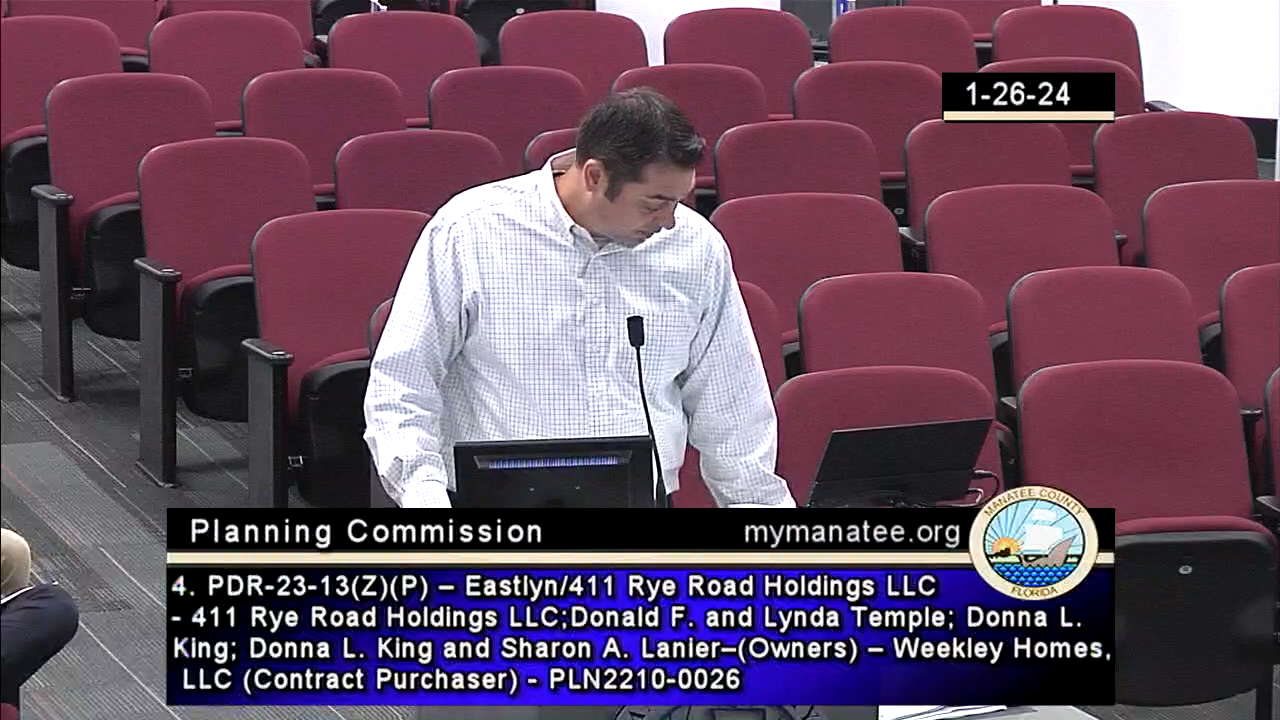 1-26-24
Planning Commission mymanatee.org
MANATEE COUNTY
FLORIDA
4. PDR-23-13(Z)(P) – Eastlyn/411 Rye Road Holdings LLC
- 411 Rye Road Holdings LLC;Donald F. and Lynda Temple; Donna L.
King; Donna L. King and Sharon A. Lanier–(Owners) – Weekley Homes,
LLC (Contract Purchaser) - PLN2210-0026